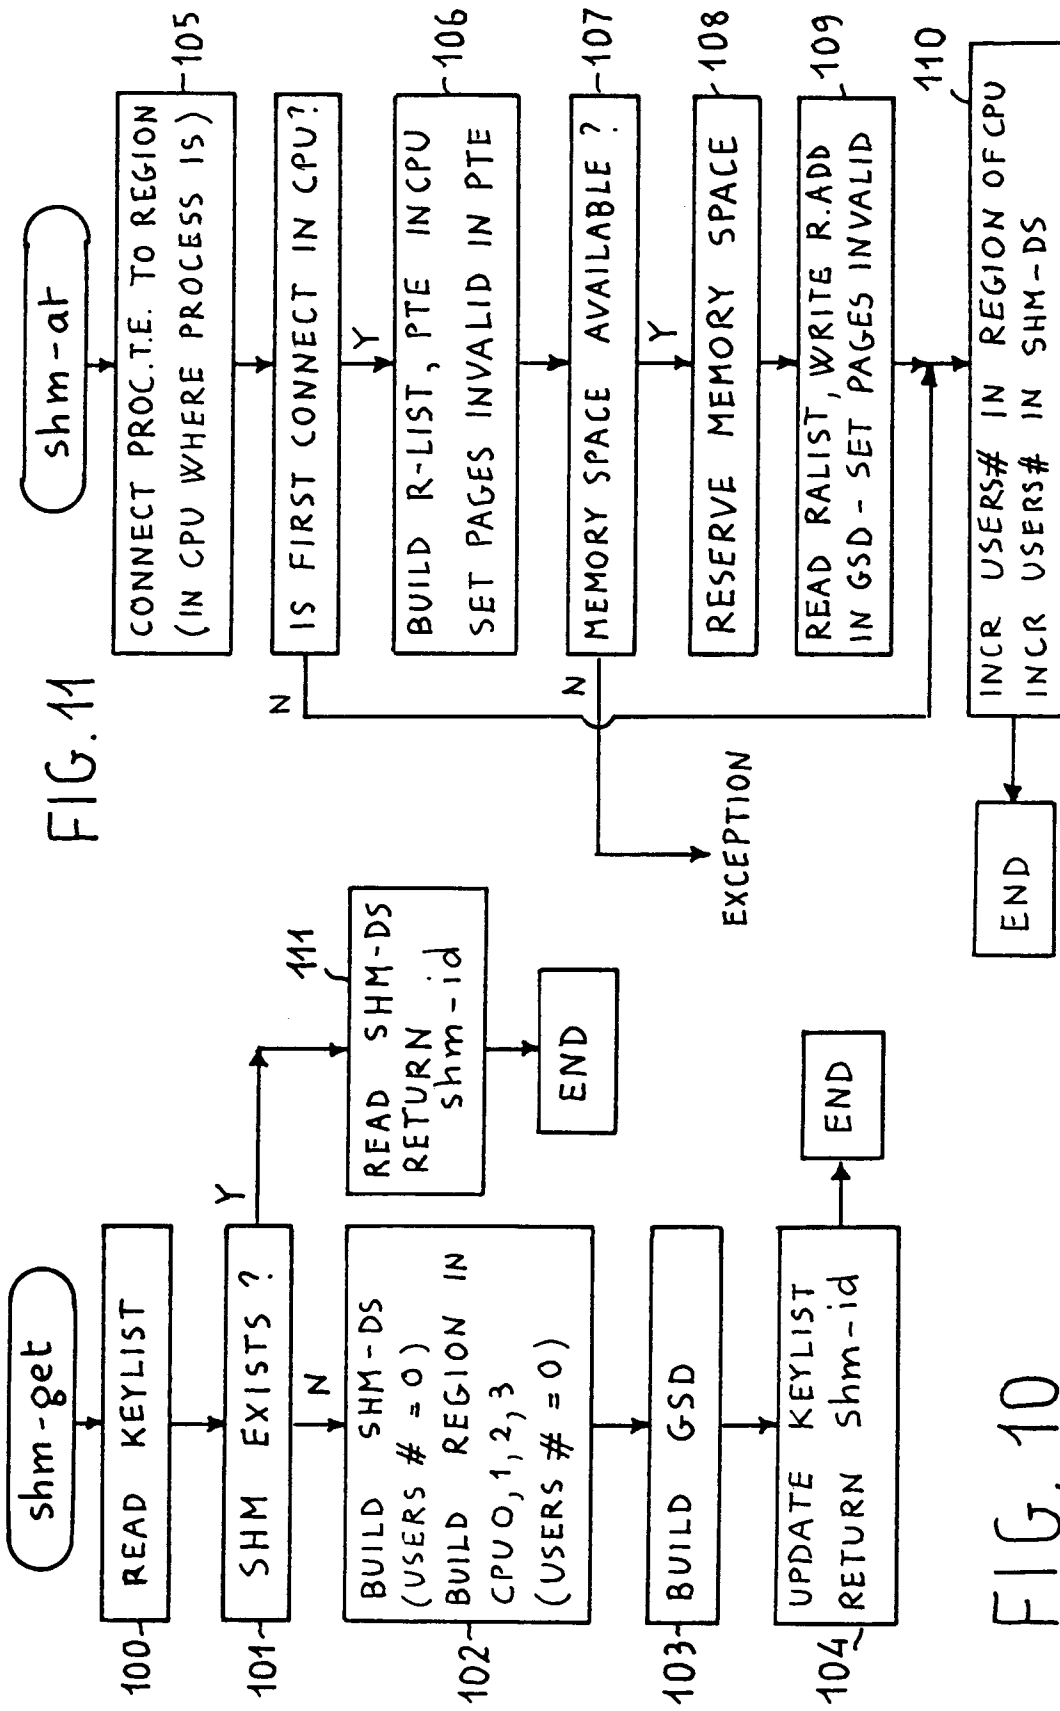 shm-get
100
READ KEYLIST
101
SHM EXISTS ?
Y
N
111
READ SHM-DS
RETURN
shm-id
END
102
BUILD SHM-DS
(USERS # = 0)
BUILD REGION IN
CPU 0, 1, 2, 3
(USERS # = 0)
103
BUILD GSD
104
UPDATE KEYLIST
RETURN shm-id
END
FIG. 10
FIG. 11
shm-at
105
CONNECT PROC.T.E. TO REGION
(IN CPU WHERE PROCESS IS)
IS FIRST CONNECT IN CPU?
N
Y
106
BUILD R-LIST, PTE IN CPU
SET PAGES INVALID IN PTE
107
MEMORY SPACE AVAILABLE ?
N
Y
EXCEPTION
108
RESERVE MEMORY SPACE
109
READ RALIST, WRITE R.ADD
IN GSD - SET PAGES INVALID
110
INCR USERS# IN REGION OF CPU
INCR USERS# IN SHM-DS
END